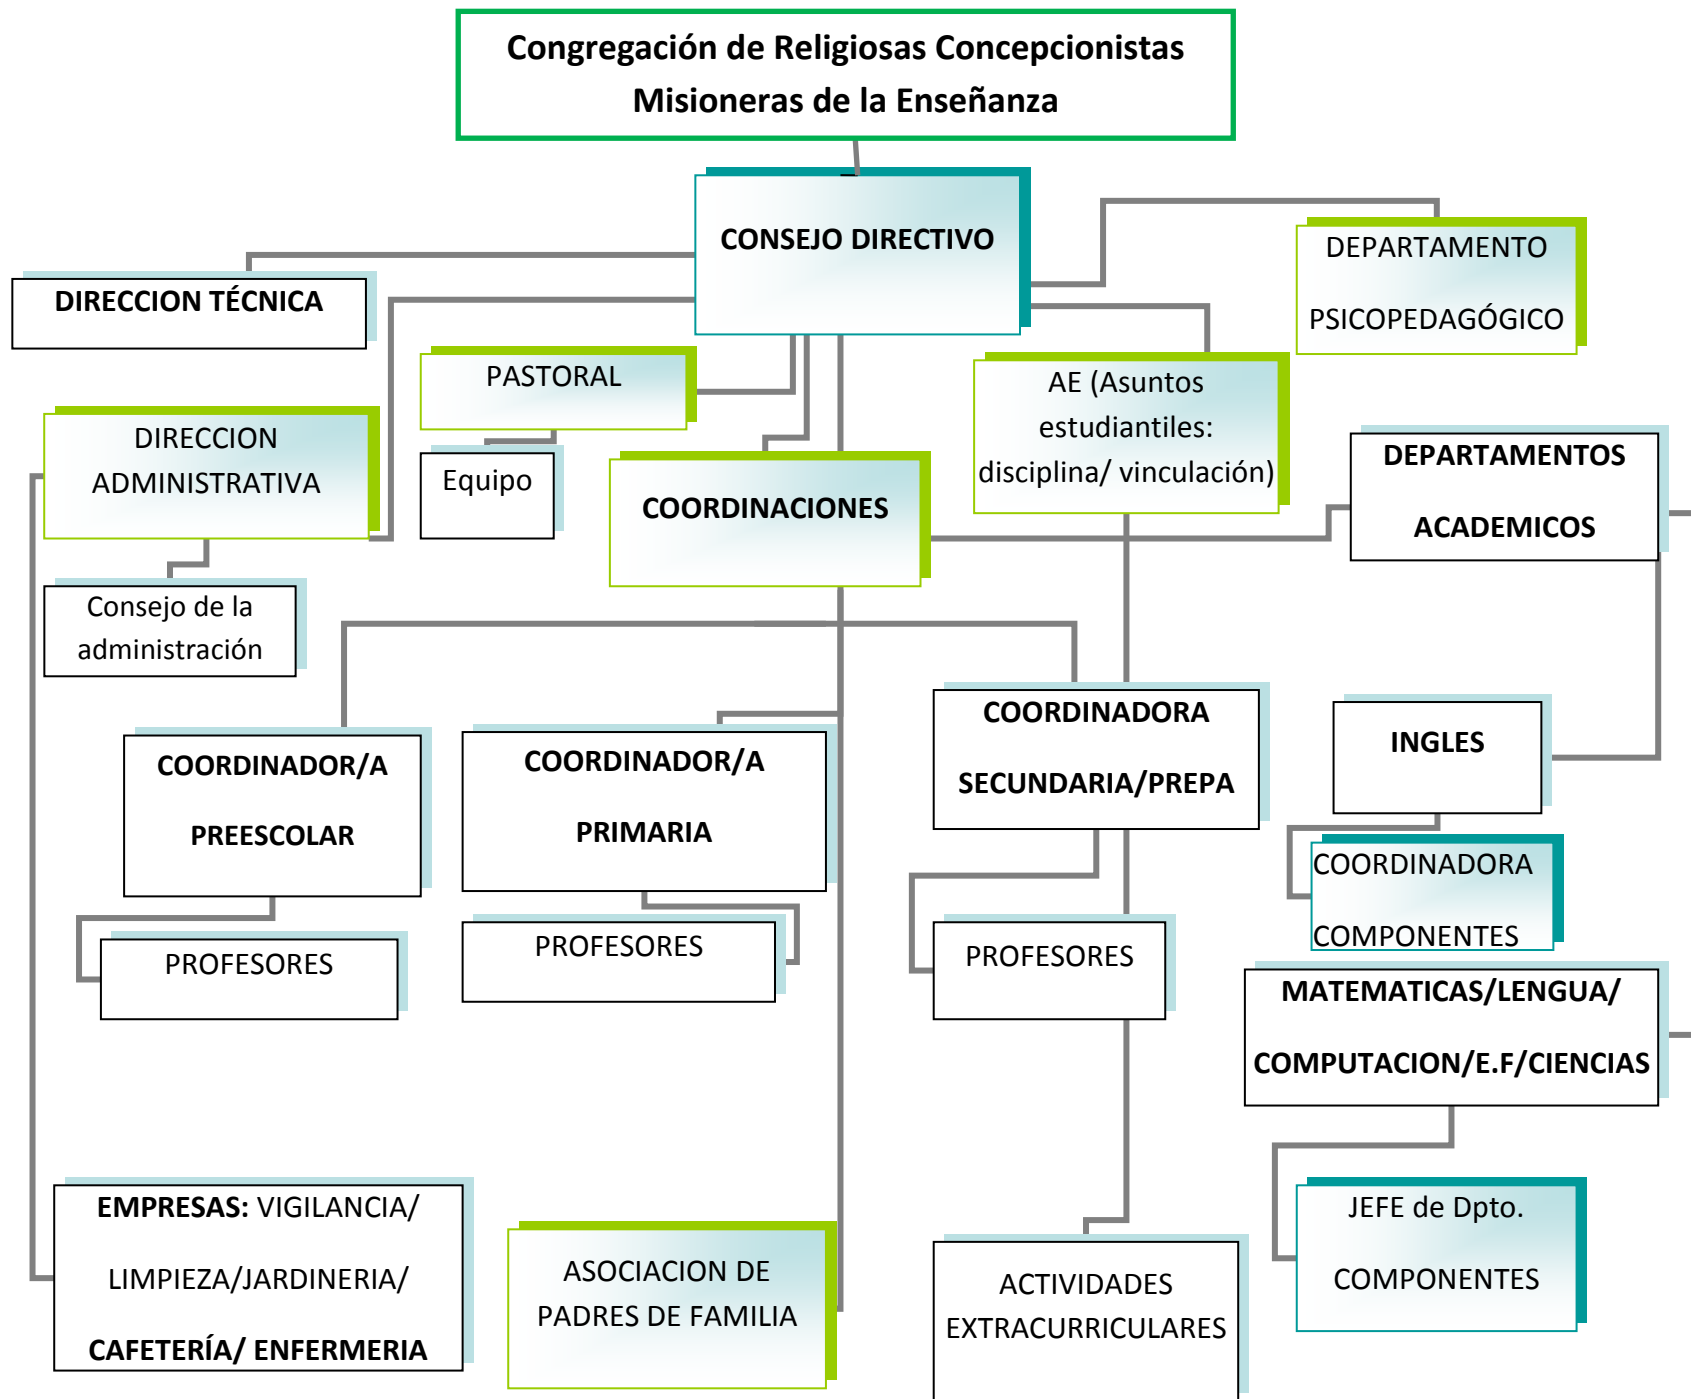 Congregación de Religiosas Concepcionistas
Misioneras de la Enseñanza
CONSEJO DIRECTIVO
DEPARTAMENTO
PSICOPEDAGÓGICO
DIRECCION TÉCNICA
PASTORAL
AE (Asuntos
estudiantiles:
disciplina/ vinculación)
DIRECCION
ADMINISTRATIVA
Equipo
COORDINACIONES
DEPARTAMENTOS
ACADEMICOS
Consejo de la
administración
COORDINADOR/A
PREESCOLAR
COORDINADOR/A
PRIMARIA
COORDINADORA
SECUNDARIA/PREPA
INGLES
COORDINADORA
COMPONENTES
PROFESORES
PROFESORES
PROFESORES
MATEMATICAS/LENGUA/
COMPUTACION/E.F/CIENCIAS
EMPRESAS: VIGILANCIA/
LIMPIEZA/JARDINERIA/
CAFETERÍA/ ENFERMERIA
ASOCIACION DE
PADRES DE FAMILIA
ACTIVIDADES
EXTRACURRICULARES
JEFE de Dpto.
COMPONENTES